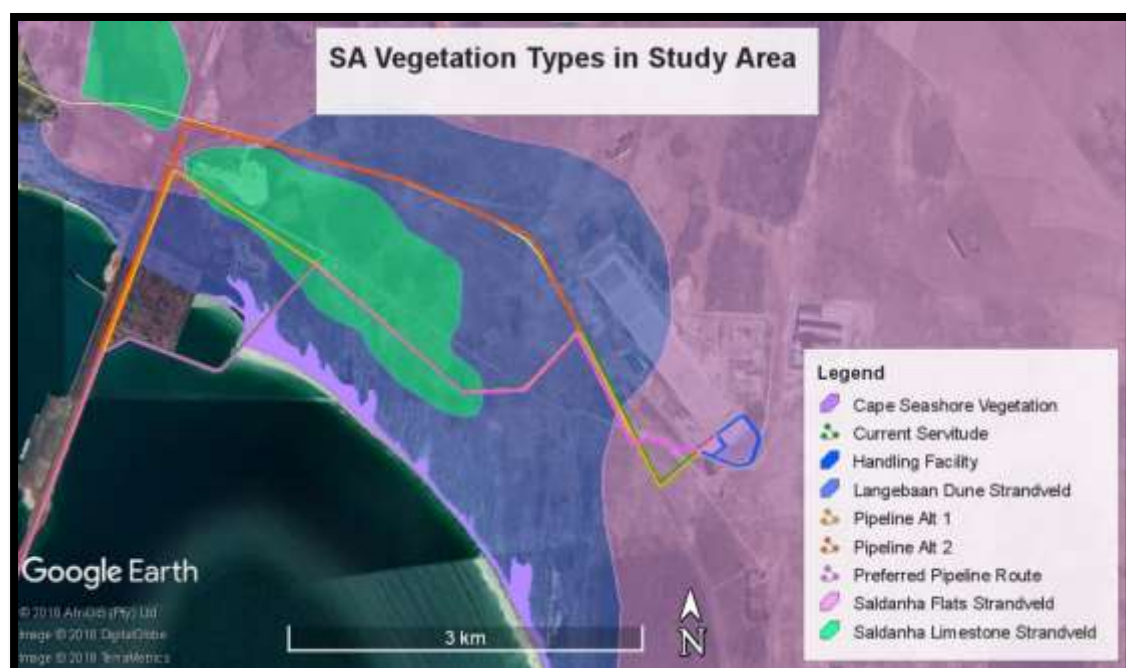 SA Vegetation Types in Study Area
Legend
Cape Seashore Vegetation
Current Servitude
Handling Facility
Langebaan Dune Strandveld
Pipeline Alt 1
Pipeline Alt 2
Preferred Pipeline Route
Saldanha Flats Strandveld
Saldanha Limestone Strandveld
Google Earth
© 2018 AfriGIS (Pty) Ltd
Image © 2018 DigitalGlobe
Image © 2018 TerraMetrics
3 km
N